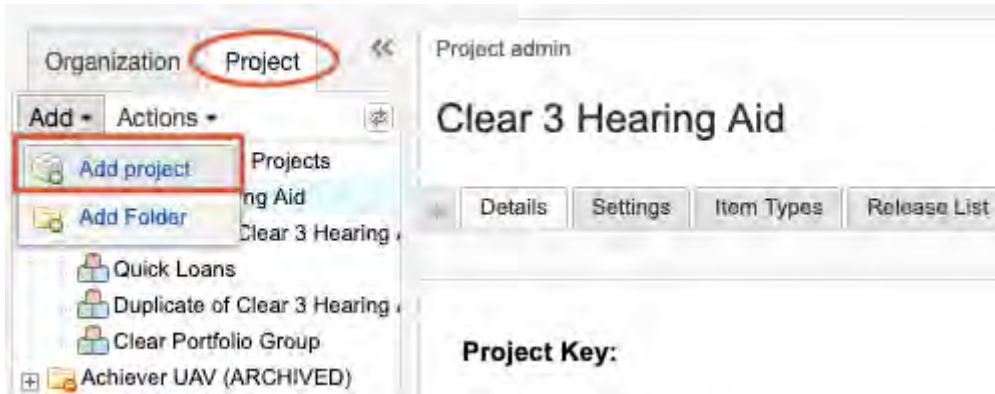 Organization Project «
Add Actions
Add project
Projects
ng Aid
Add Folder
Clear 3 Hearing
Quick Loans
Duplicate of Clear 3 Hearing
Clear Portfolio Group
Achiever UAV (ARCHIVED)
Project admin
Clear 3 Hearing Aid
Details Settings Item Types Release List
Project Key: